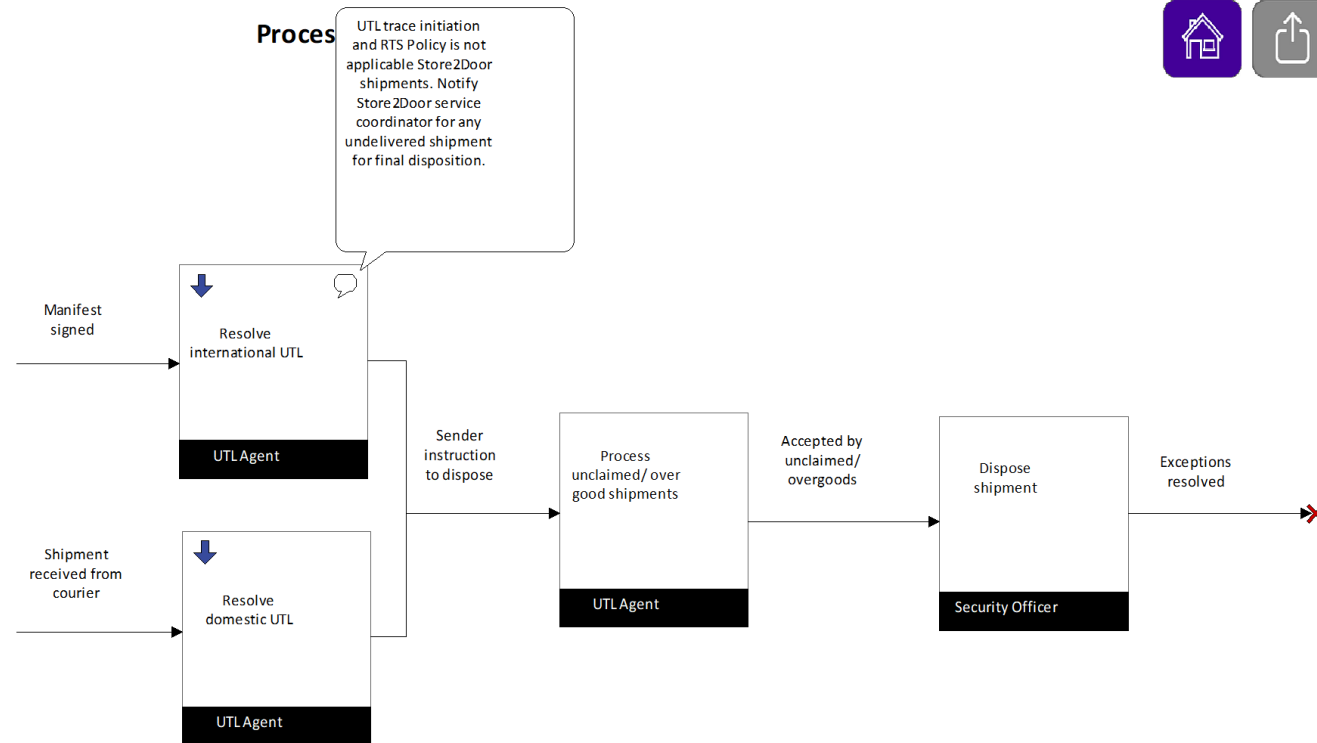 Proces
UTL trace initiation
and RTS Policy is not
applicable Store2Door
shipments. Notify
Store2Door service
coordinator for any
undelivered shipment
for final disposition.
Manifest
signed
Resolve
international UTL
UTL Agent
Shipment
received from
courier
Resolve
domestic UTL
UTL Agent
Sender
instruction
to dispose
Process
unclaimed/ over
good shipments
UTL Agent
Accepted by
unclaimed/
overgoods
Dispose
shipment
Security Officer
Exceptions
resolved